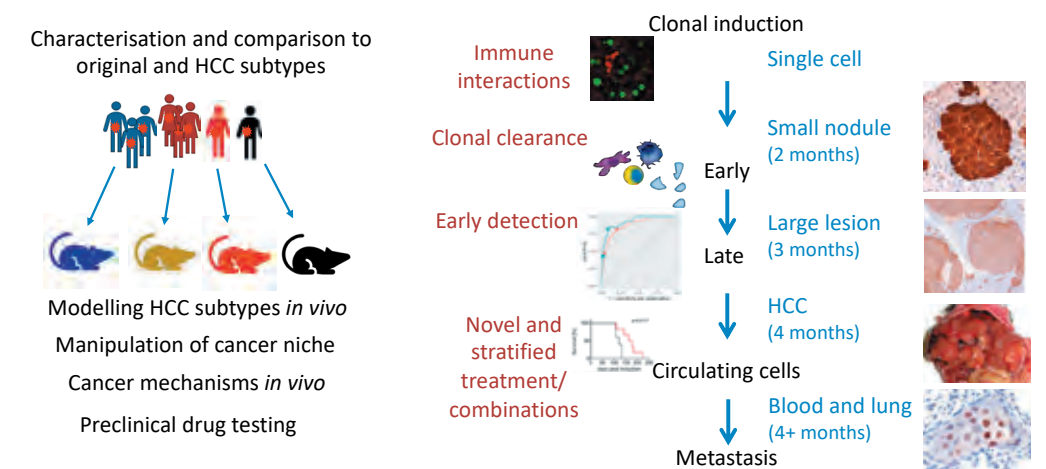 Characterisation and comparison to
original and HCC subtypes
Modelling HCC subtypes in vivo
Manipulation of cancer niche
Cancer mechanisms in vivo
Preclinical drug testing
Immune
interactions
Clonal clearance
Early detection
Novel and
stratified
treatment/
combinations
Clonal induction
Single cell
Small nodule
(2 months)
Early
Large lesion
(3 months)
Late
HCC
(4 months)
Circulating cells
Blood and lung
(4+ months)
Metastasis